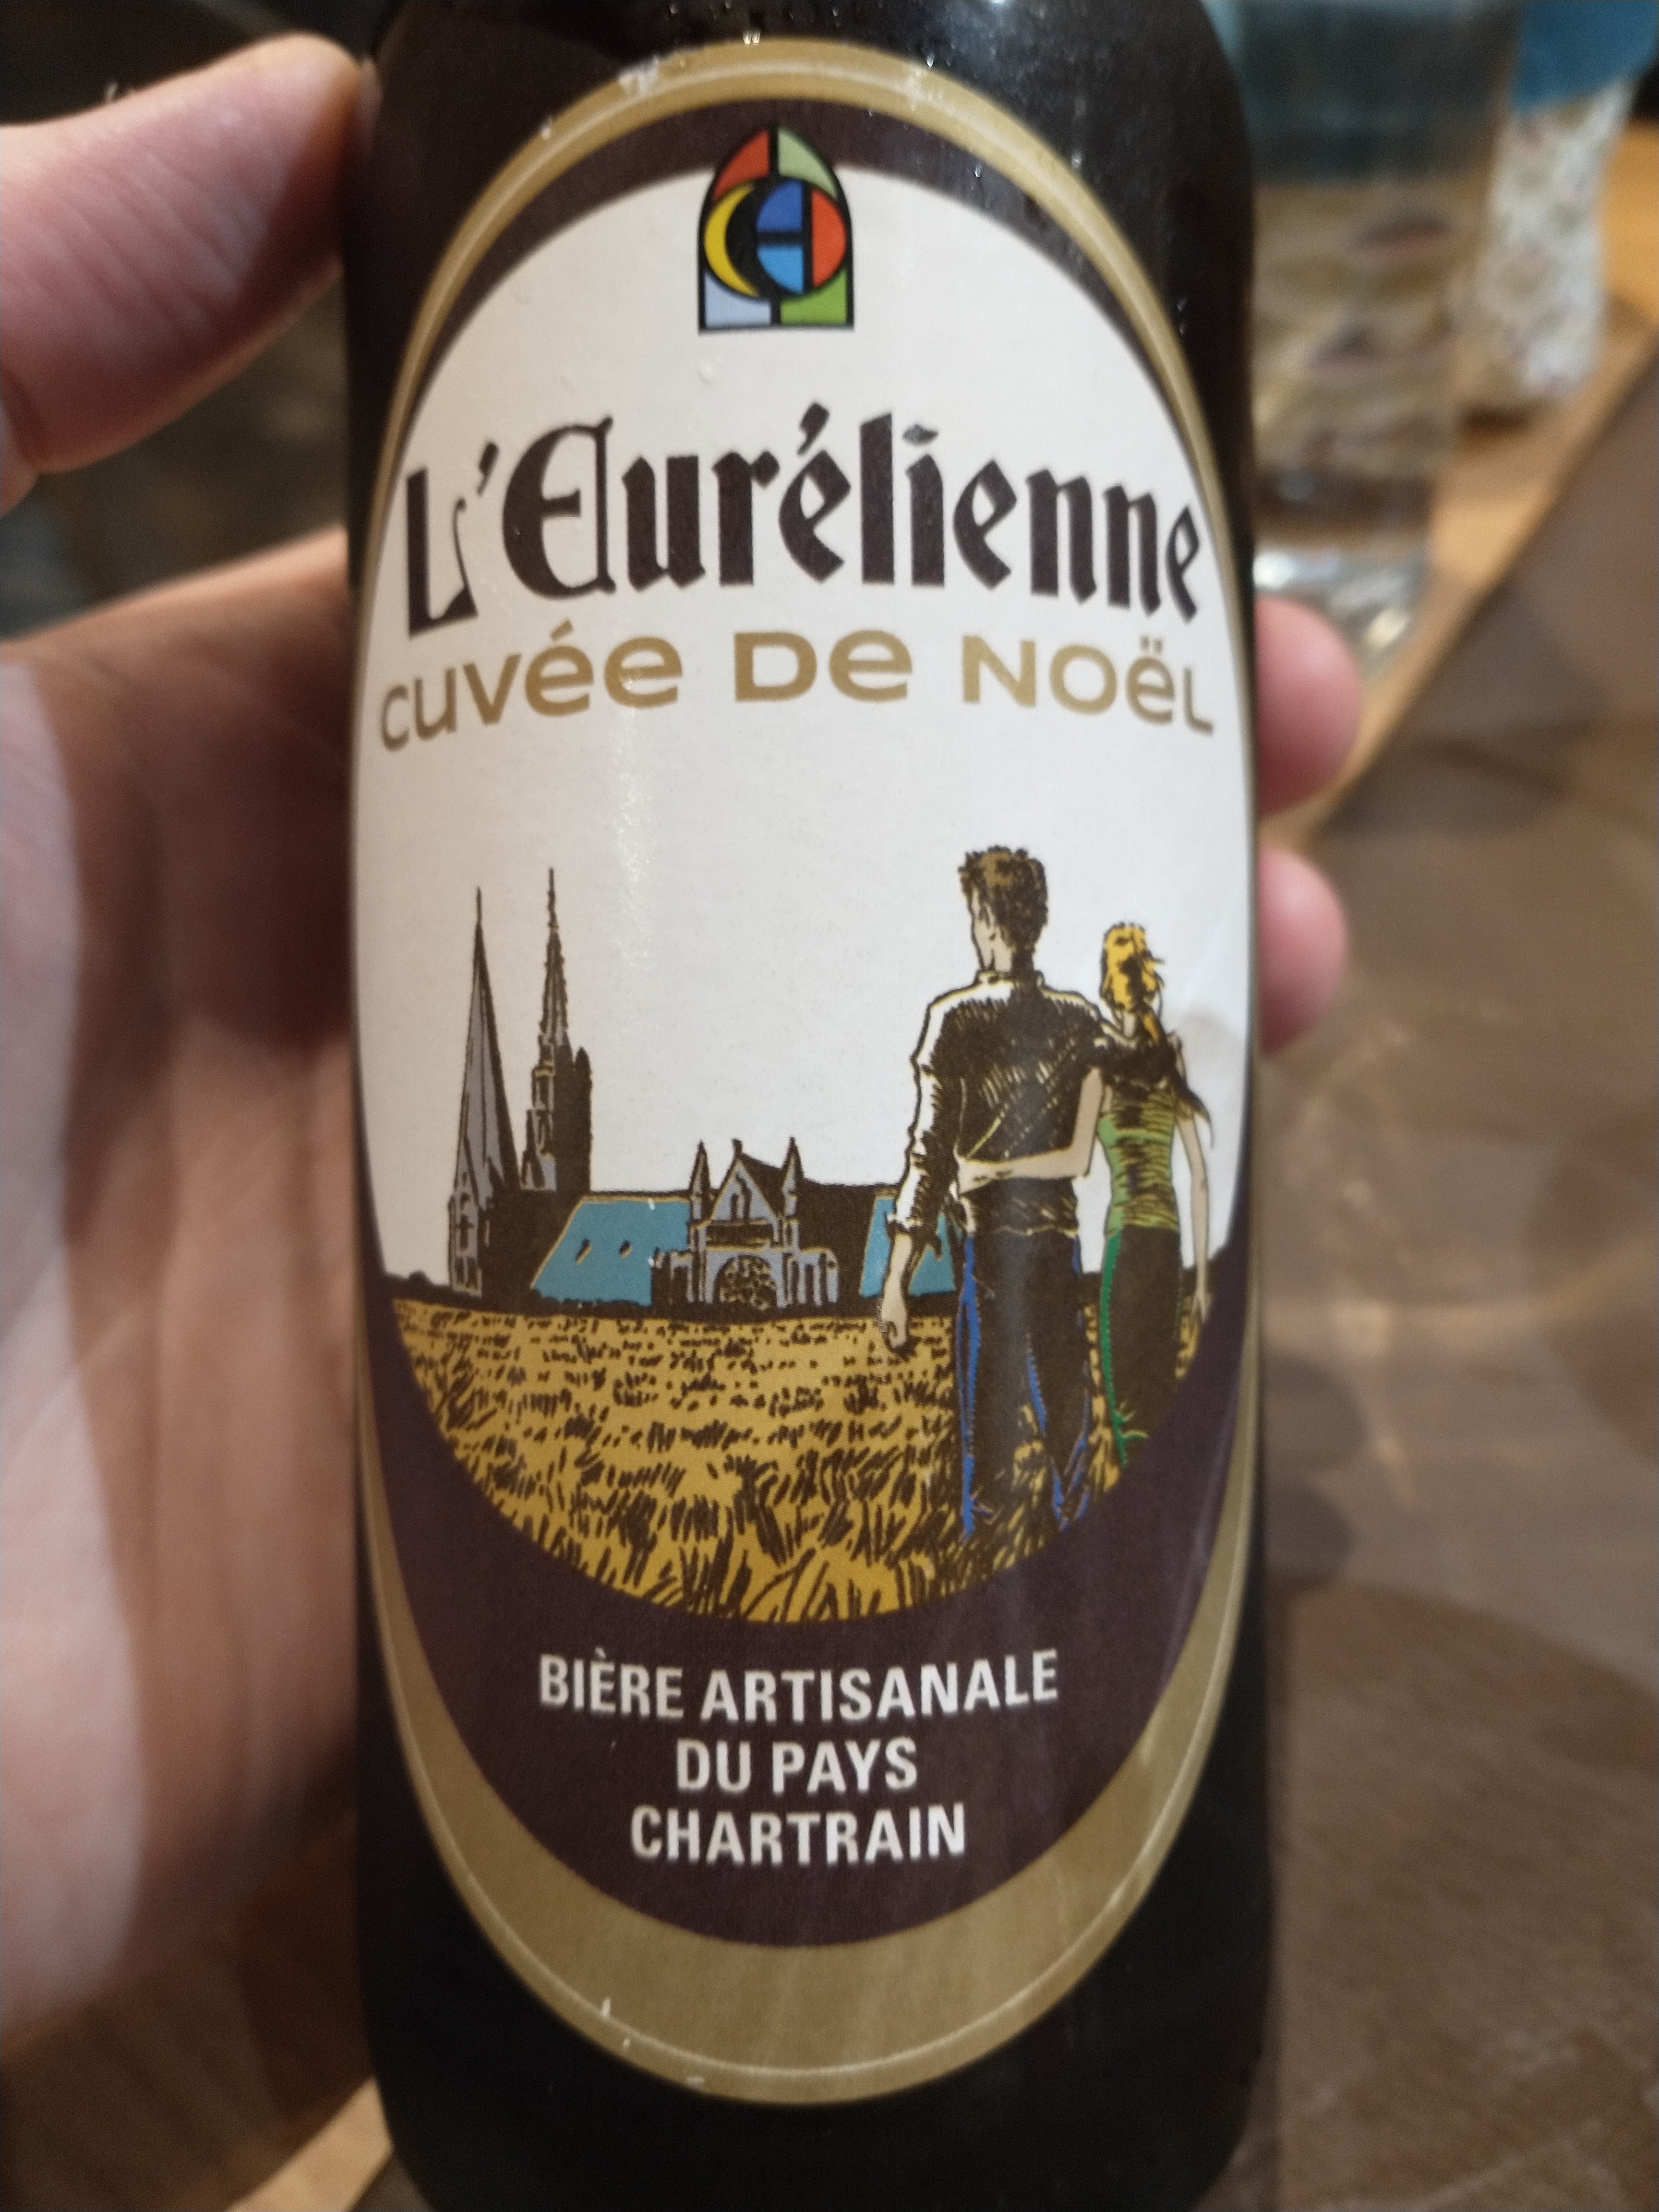 L'Eurélienne
CUVÉE DE NOËL
BIÈRE ARTISANALE
DU PAYS
CHARTRAIN